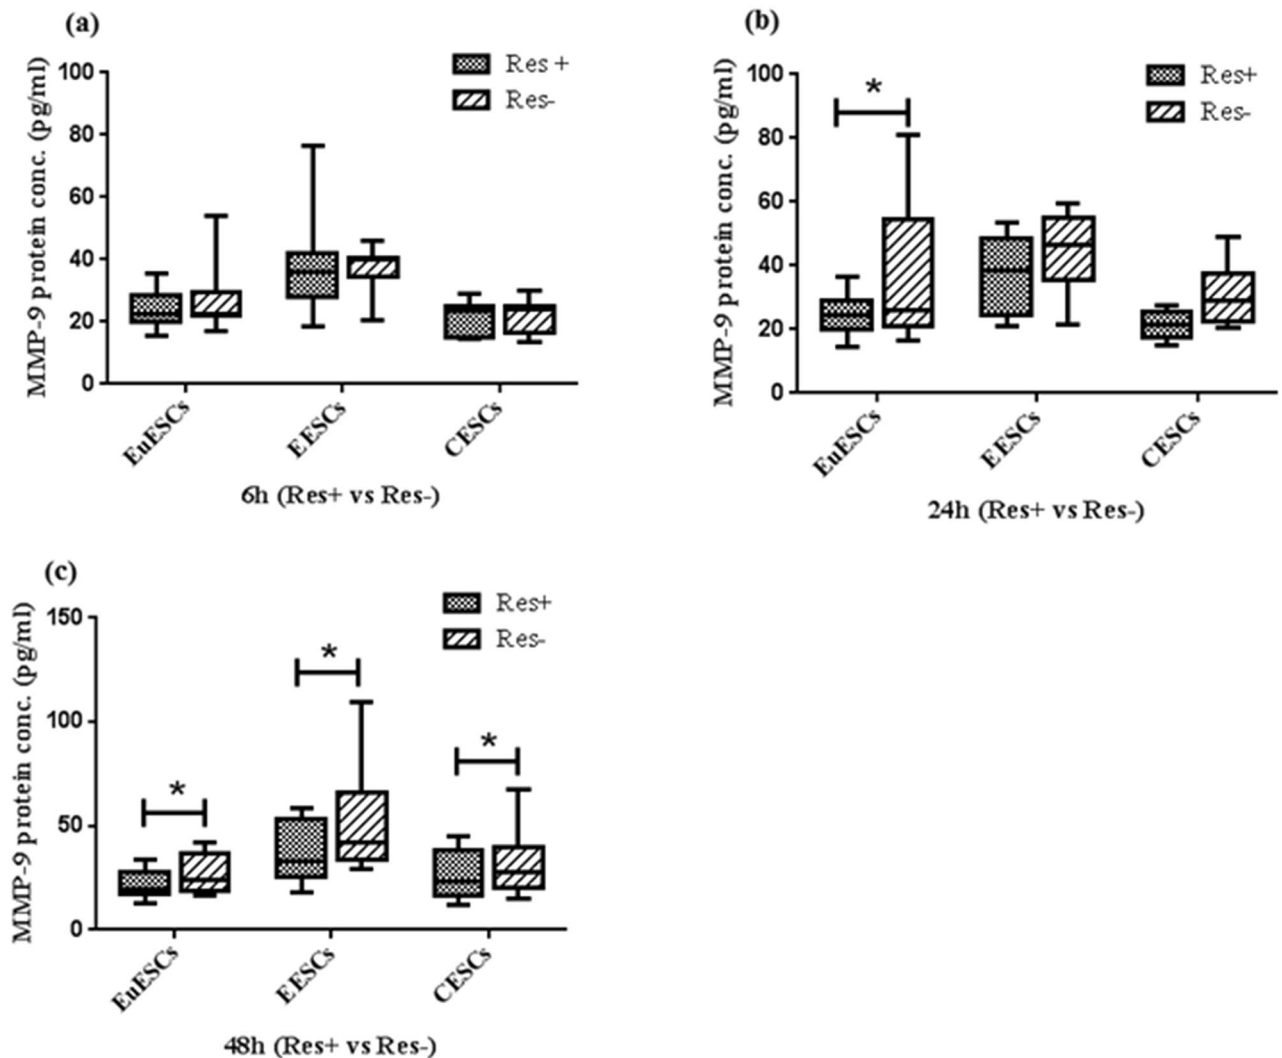 (a)
MMP-9 protein conc. (pg/ml)
100
80
60
40
20
0
Res +
Res-
EuESCs
EESCs
CESCs
6h (Res+ vs Res-)
(b)
MMP-9 protein conc. (pg/ml)
100
80
60
40
20
0
*
Res+
Res-
EuESCs
EESCs
CESCs
24h (Res+ vs Res-)
(c)
MMP-9 protein conc. (pg/ml)
150
100
50
0
*
*
*
Res+
Res-
EuESCs
EESCs
CESCs
48h (Res+ vs Res-)